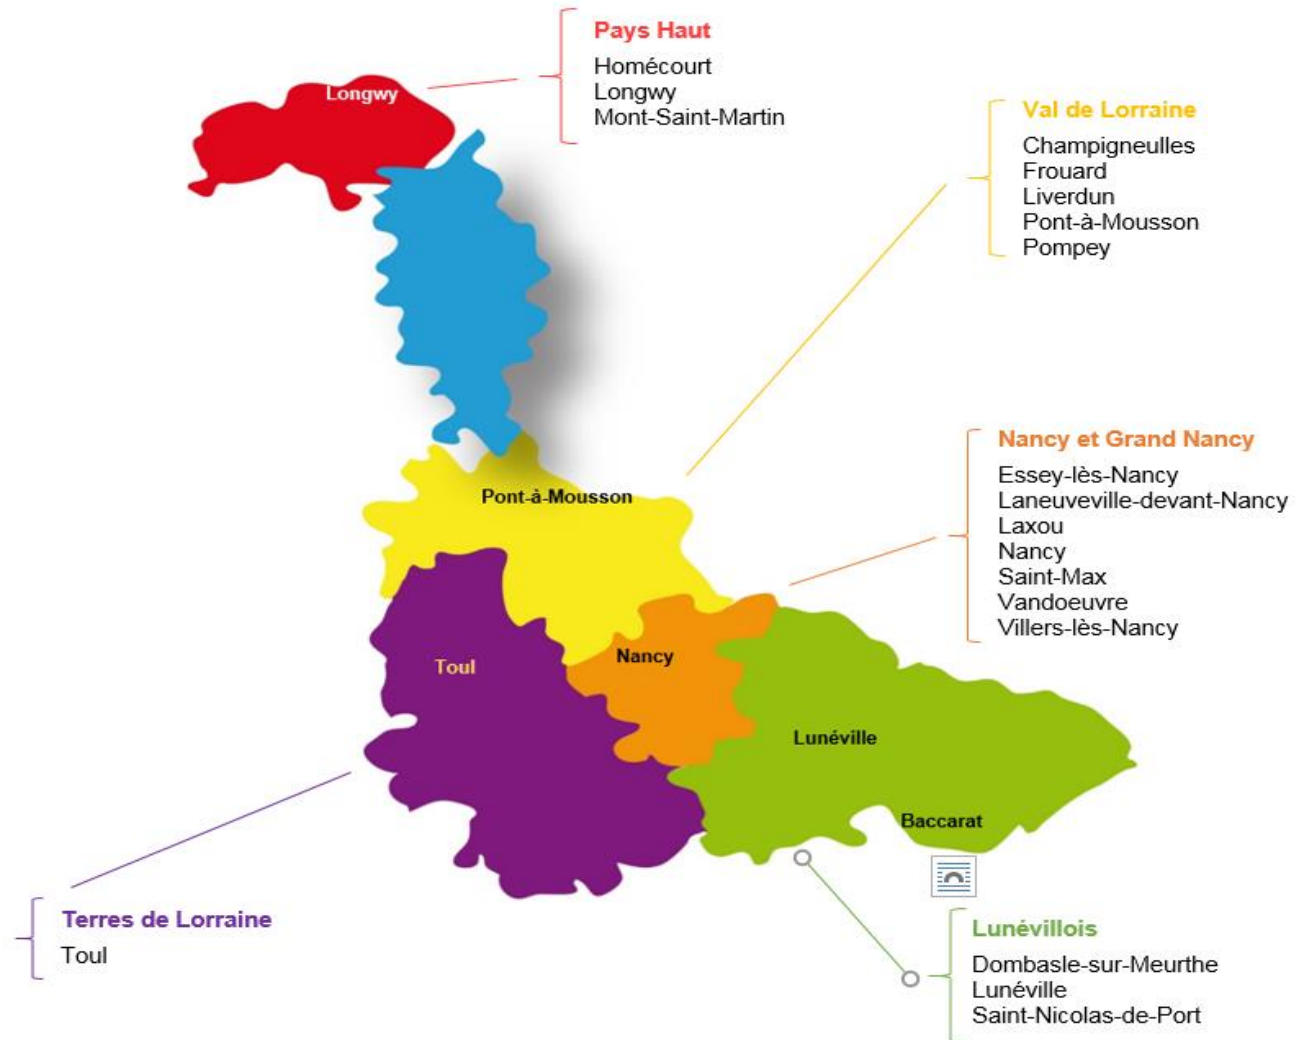 Pays Haut
Homécourt
Longwy
Mont-Saint-Martin
Longwy
Val de Lorraine
Champigneulles
Frouard
Liverdun
Pont-à-Mousson
Pompey
Pont-à-Mousson
Nancy et Grand Nancy
Essey-lès-Nancy
Laneuveville-devant-Nancy
Laxou
Nancy
Saint-Max
Vandoeuvre
Villers-lès-Nancy
Nancy
Toul
Lunéville
Baccarat
Terres de Lorraine
Toul
Lunévillois
Dombasle-sur-Meurthe
Lunéville
Saint-Nicolas-de-Port